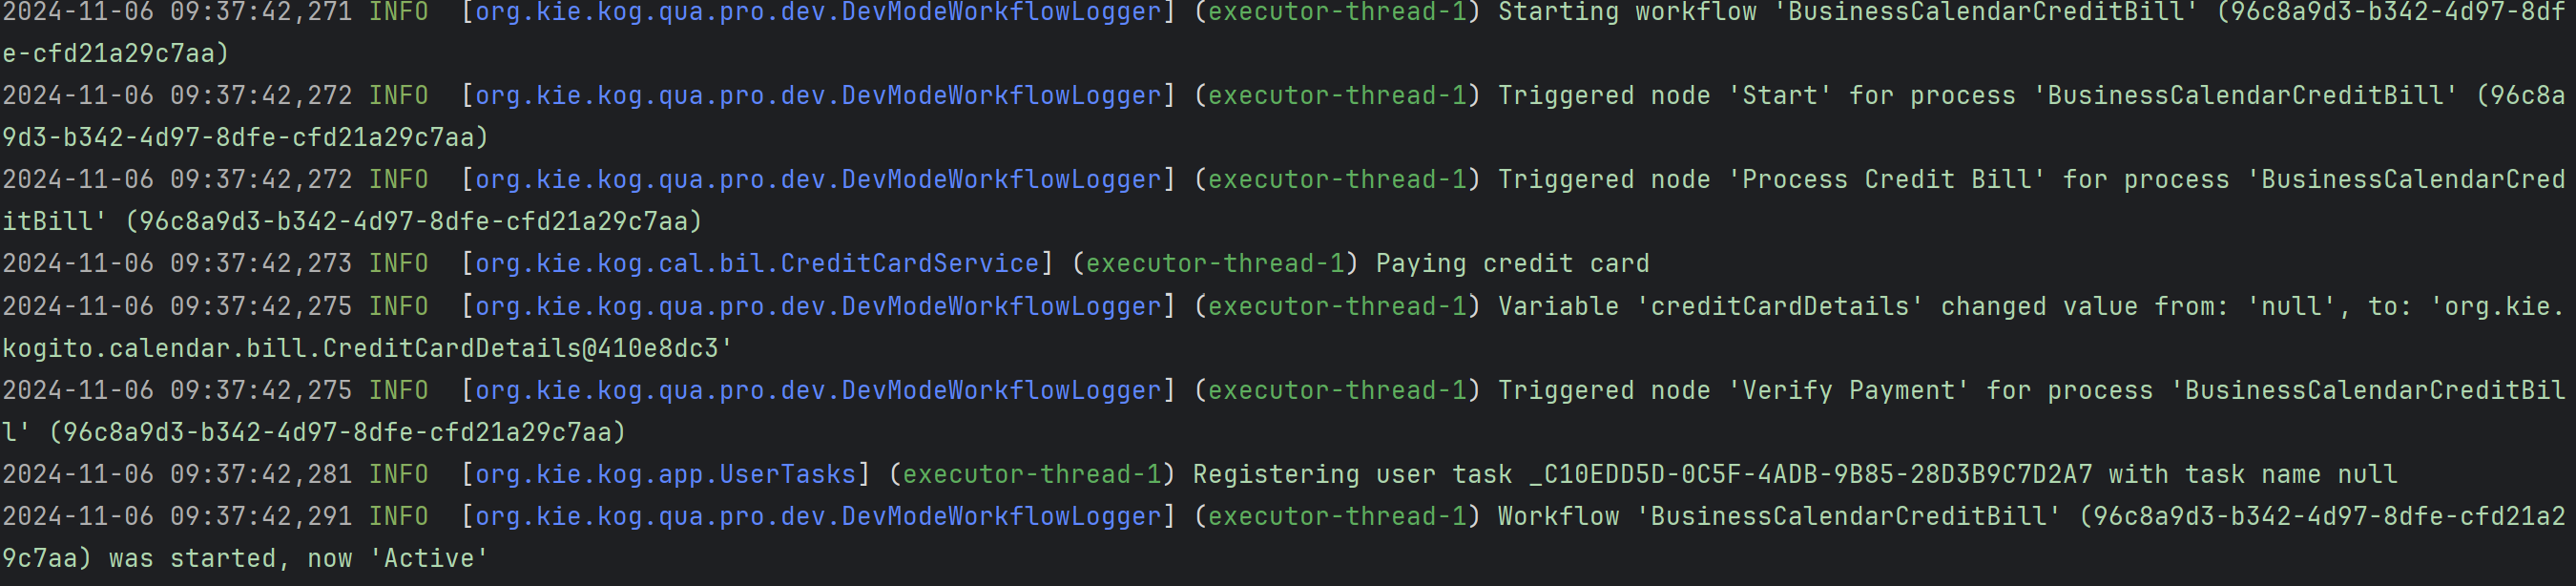 2024-11-06 09:37:42,271 INFO  [org.kie.kog.qua.pro.dev.DevModeWorkflowLogger] (executor-thread-1) Starting workflow 'BusinessCalendarCreditBill' (96c8a9d3-b342-4d97-8df
e-cfd21a29c7aa)
2024-11-06 09:37:42,272 INFO  [org.kie.kog.qua.pro.dev.DevModeWorkflowLogger] (executor-thread-1) Triggered node 'Start' for process 'BusinessCalendarCreditBill' (96c8a
9d3-b342-4d97-8dfe-cfd21a29c7aa)
2024-11-06 09:37:42,272 INFO  [org.kie.kog.qua.pro.dev.DevModeWorkflowLogger] (executor-thread-1) Triggered node 'Process Credit Bill' for process 'BusinessCalendarCred
itBill' (96c8a9d3-b342-4d97-8dfe-cfd21a29c7aa)
2024-11-06 09:37:42,273 INFO  [org.kie.kog.cal.bil.CreditCardService] (executor-thread-1) Paying credit card
2024-11-06 09:37:42,275 INFO  [org.kie.kog.qua.pro.dev.DevModeWorkflowLogger] (executor-thread-1) Variable 'creditCardDetails' changed value from: 'null', to: 'org.kie.
kogito.calendar.bill.CreditCardDetails@410e8dc3'
2024-11-06 09:37:42,275 INFO  [org.kie.kog.qua.pro.dev.DevModeWorkflowLogger] (executor-thread-1) Triggered node 'Verify Payment' for process 'BusinessCalendarCreditBil
l' (96c8a9d3-b342-4d97-8dfe-cfd21a29c7aa)
2024-11-06 09:37:42,281 INFO  [org.kie.kog.app.UserTasks] (executor-thread-1) Registering user task _C10EDD5D-0C5F-4ADB-9B85-28D3B9C7D2A7 with task name null
2024-11-06 09:37:42,291 INFO  [org.kie.kog.qua.pro.dev.DevModeWorkflowLogger] (executor-thread-1) Workflow 'BusinessCalendarCreditBill' (96c8a9d3-b342-4d97-8dfe-cfd21a2
9c7aa) was started, now 'Active'